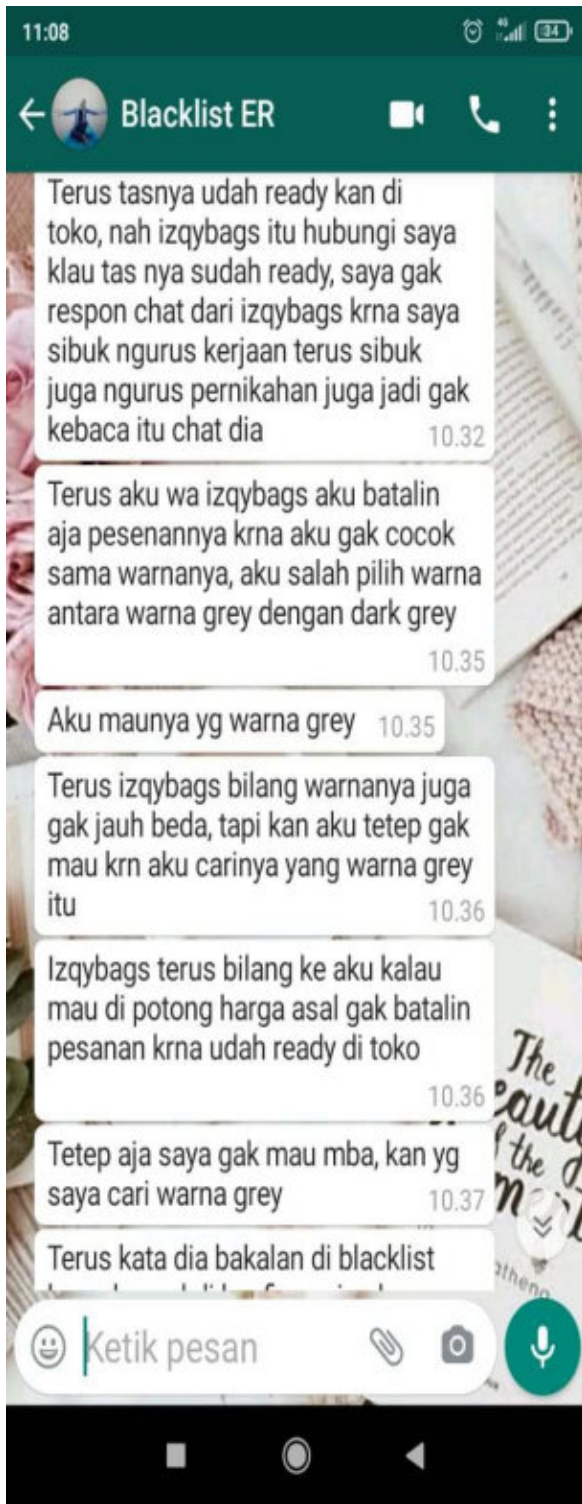 11:08
4G
34
Blacklist ER
Terus tasnya udah ready kan di
toko, nah izqybags itu hubungi saya
klau tas nya sudah ready, saya gak
respon chat dari izqybags krna saya
sibuk ngurus kerjaan terus sibuk
juga ngurus pernikahan juga jadi gak
kebaca itu chat dia
10.32
Terus aku wa izqybags aku batalin
aja pesenannya krna aku gak cocok
sama warnanya, aku salah pilih warna
antara warna grey dengan dark grey
10.35
Aku maunya yg warna grey 10.35
Terus izqybags bilang warnanya juga
gak jauh beda, tapi kan aku tetep gak
mau krn aku carinya yang warna grey
itu
10.36
Izqybags terus bilang ke aku kalau
mau di potong harga asal gak batalin
pesanan krna udah ready di toko
10.36
Tetep aja saya gak mau mba, kan yg
saya cari warna grey
10.37
Terus kata dia bakalan di blacklist
The
of the
Ketik pesan